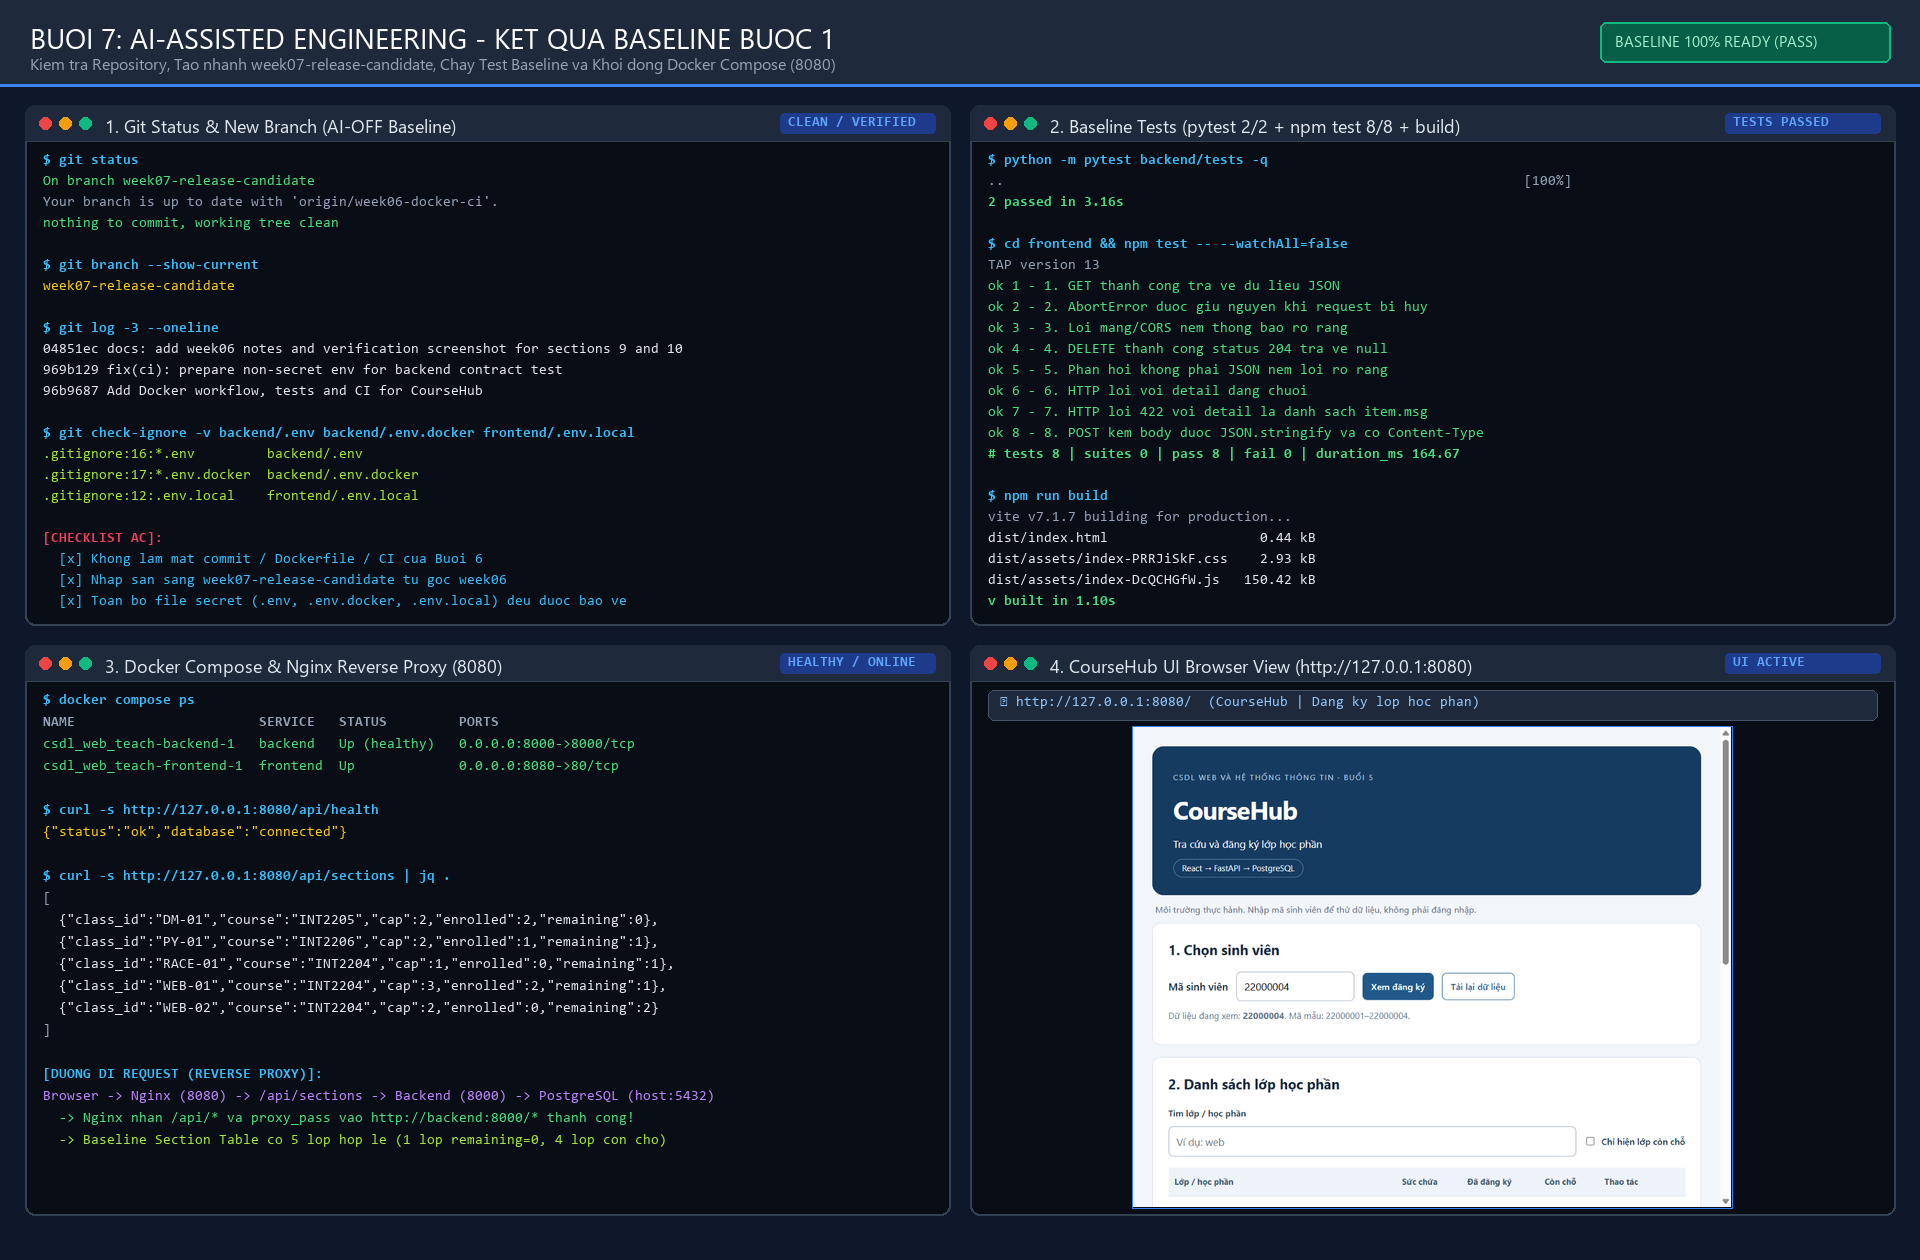 BUOI 7: AI-ASSISTED ENGINEERING - KET QUA BASELINE BUOC 1
Kiem tra Repository, Tao nhanh week07-release-candidate, Chay Test Baseline va Khoi dong Docker Compose (8080)
BASELINE 100% READY (PASS)
1. Git Status & New Branch (AI-OFF Baseline)
CLEAN / VERIFIED
$ git status
On branch week07-release-candidate
Your branch is up to date with 'origin/week06-docker-ci'.
nothing to commit, working tree clean
$ git branch --show-current
week07-release-candidate
$ git log -3 --oneline
04851ec docs: add week06 notes and verification screenshot for sections 9 and 10
969b129 fix(ci): prepare non-secret env for backend contract test
96b9687 Add Docker workflow, tests and CI for CourseHub
$ git check-ignore -v backend/.env backend/.env.docker frontend/.env.local
.gitignore:16:*.env         backend/.env
.gitignore:17:*.env.docker  backend/.env.docker
.gitignore:12:.env.local    frontend/.env.local
[CHECKLIST AC]:
[x] Khong lam mat commit / Dockerfile / CI cua Buoi 6
[x] Nhap san sang week07-release-candidate tu goc week06
[x] Toan bo file secret (.env, .env.docker, .env.local) deu duoc bao ve
2. Baseline Tests (pytest 2/2 + npm test 8/8 + build)
TESTS PASSED
$ python -m pytest backend/tests -q
.. [100%]
2 passed in 3.16s
$ cd frontend && npm test -- --watchAll=false
TAP version 13
ok 1 - 1. GET thanh cong tra ve du lieu JSON
ok 2 - 2. AbortError duoc giu nguyen khi request bi huy
ok 3 - 3. Loi mang/CORS nem thong bao ro rang
ok 4 - 4. DELETE thanh cong status 204 tra ve null
ok 5 - 5. Phan hoi khong phai JSON nem loi ro rang
ok 6 - 6. HTTP loi voi detail dang chuoi
ok 7 - 7. HTTP loi 422 voi detail la danh sach item.msg
ok 8 - 8. POST kem body duoc JSON.stringify va co Content-Type
# tests 8 | suites 0 | pass 8 | fail 0 | duration_ms 164.67
$ npm run build
vite v7.1.7 building for production...
dist/index.html                   0.44 kB
dist/assets/index-PRRJiSkF.css    2.93 kB
dist/assets/index-DcQCHGfW.js   150.42 kB
v built in 1.10s
3. Docker Compose & Nginx Reverse Proxy (8080)
HEALTHY / ONLINE
$ docker compose ps
NAME                       SERVICE   STATUS         PORTS
csdl_web_teach-backend-1   backend   Up (healthy)   0.0.0.0:8000->8000/tcp
csdl_web_teach-frontend-1  frontend  Up             0.0.0.0:8080->80/tcp
$ curl -s http://127.0.0.1:8080/api/health
{"status":"ok","database":"connected"}
$ curl -s http://127.0.0.1:8080/api/sections | jq .
[
{"class_id":"DM-01","course":"INT2205","cap":2,"enrolled":2,"remaining":0},
{"class_id":"PY-01","course":"INT2206","cap":2,"enrolled":1,"remaining":1},
{"class_id":"RACE-01","course":"INT2204","cap":1,"enrolled":0,"remaining":1},
{"class_id":"WEB-01","course":"INT2204","cap":3,"enrolled":2,"remaining":1},
{"class_id":"WEB-02","course":"INT2204","cap":2,"enrolled":0,"remaining":2}
]
[DUONG DI REQUEST (REVERSE PROXY)]:
Browser -> Nginx (8080) -> /api/sections -> Backend (8000) -> PostgreSQL (host:5432)
-> Nginx nhan /api/* va proxy_pass vao http://backend:8000/* thanh cong!
-> Baseline Section Table co 5 lop hop le (1 lop remaining=0, 4 lop con cho)
4. CourseHub UI Browser View (http://127.0.0.1:8080)
UI ACTIVE
http://127.0.0.1:8080/  (CourseHub | Dang ky lop hoc phan)
CSDL WEB VÀ HỆ THỐNG THÔNG TIN · BUỔI 5
CourseHub
Tra cứu và đăng ký lớp học phần
React → FastAPI → PostgreSQL
Môi trường thực hành. Nhập mã sinh viên để thử dữ liệu, không phải đăng nhập.
1. Chọn sinh viên
Mã sinh viên 22000004 Xem đăng ký Tải lại dữ liệu
Dữ liệu đang xem: 22000004. Mã mẫu: 22000001–22000004.
2. Danh sách lớp học phần
Tìm lớp / học phần
Ví dụ: web Chỉ hiện lớp còn chỗ
Lớp / học phần Sức chứa Đã đăng ký Còn chỗ Thao tác